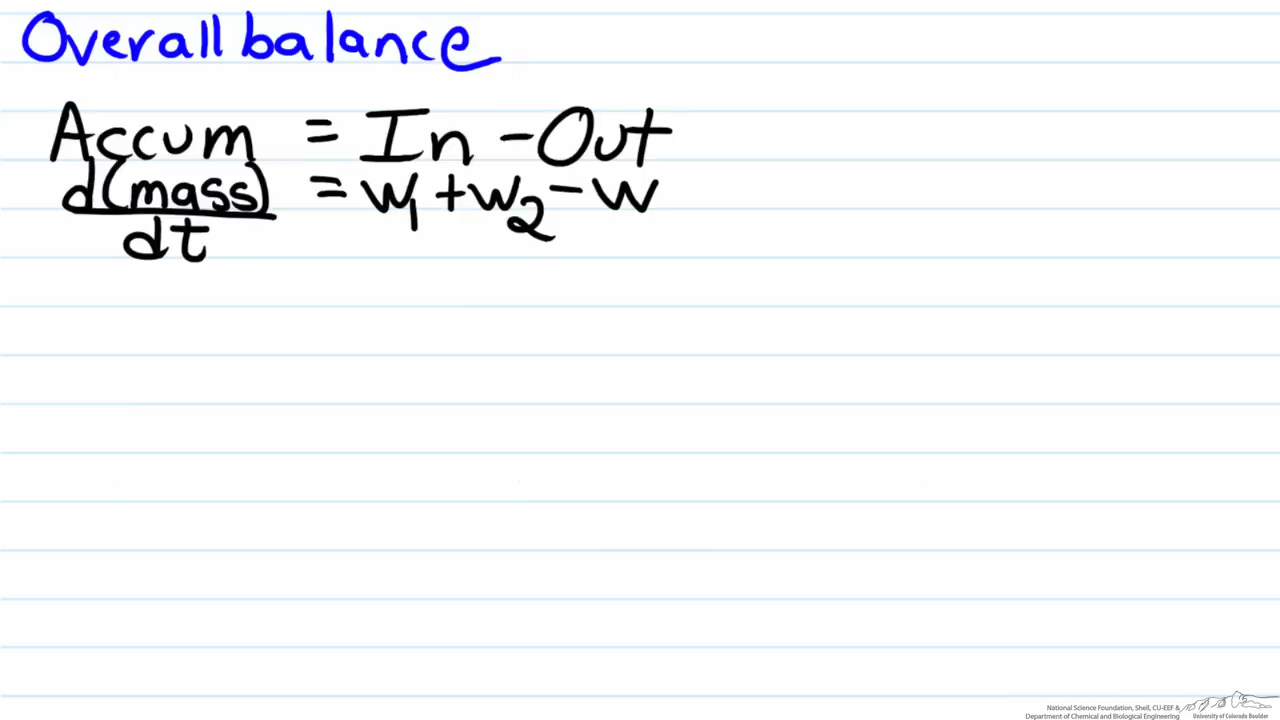 Overall balance
Accum = In - Out
d(mass)/dt = w₁ + w₂ - w
National Science Foundation, Shell, CU-EEF &
Department of Chemical and Biological Engineering
University of Colorado Boulder